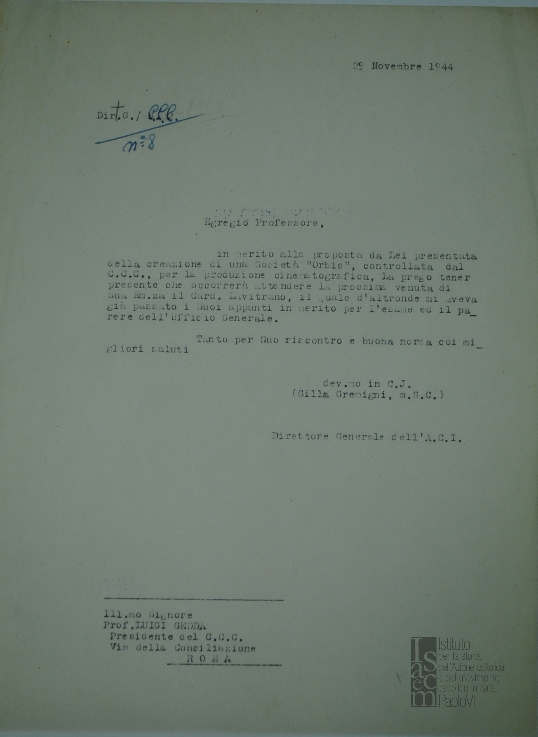 29 Novembre 1944
Dir.G./ C.C.C.
n° 8
Egregio Professore,
in merito alla proposta da Lei presentata
della creazione di una Società "Orbis", controllata dal
C.C.C., per la produzione cinematografica, La prego tener
presente che occorrerà attendere la prossima venuta di
Sua Em.za il Card. Lavitrano, il quale d'altronde mi aveva
già passato i Suoi appunti in merito per l'esame ed il pa_
rere dell'Ufficio Generale.
Tanto per Suo riscontro e buona norma coi mi_
gliori saluti
dev.mo in C.J.
(Gilla Gremigni, m.S.C.)
Direttore Generale dell'A.C.I.
Ill.mo Signore
Prof.LUIGI GEDDA
Presidente del C.C.C.
Via della Conciliazione
ROMA
Istituto
per la storia
dell'Azione cattolica
e del movimento
cattolico in Italia
Paolo VI